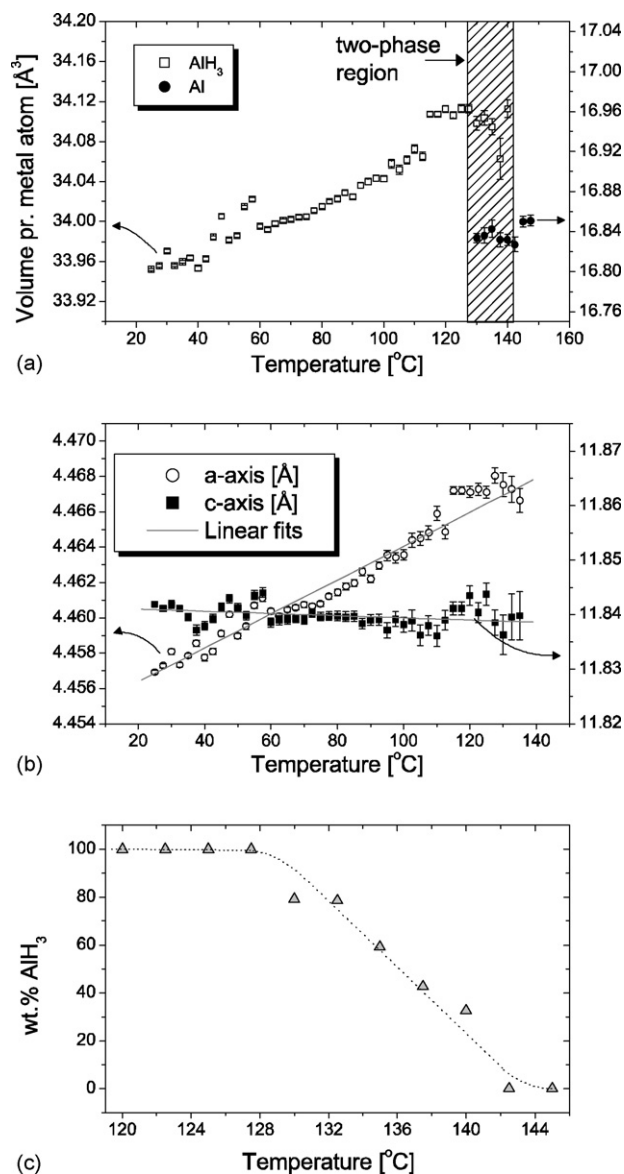 (a)
Volume pr. metal atom [Å³]
34.20
34.16
34.12
34.08
34.04
34.00
33.96
33.92
AlH₃
Al
two-phase
region
17.04
17.00
16.96
16.92
16.88
16.84
16.80
16.76
0 20 40 60 80 100 120 140 160
Temperature [°C]
(b)
4.470
4.468
4.466
4.464
4.462
4.460
4.458
4.456
4.454
a-axis [Å]
c-axis [Å]
Linear fits
11.87
11.86
11.85
11.84
11.83
11.82
20 40 60 80 100 120 140
Temperature [°C]
(c)
wt.% AlH₃
100
80
60
40
20
0
120 124 128 132 136 140 144
Temperature [°C]